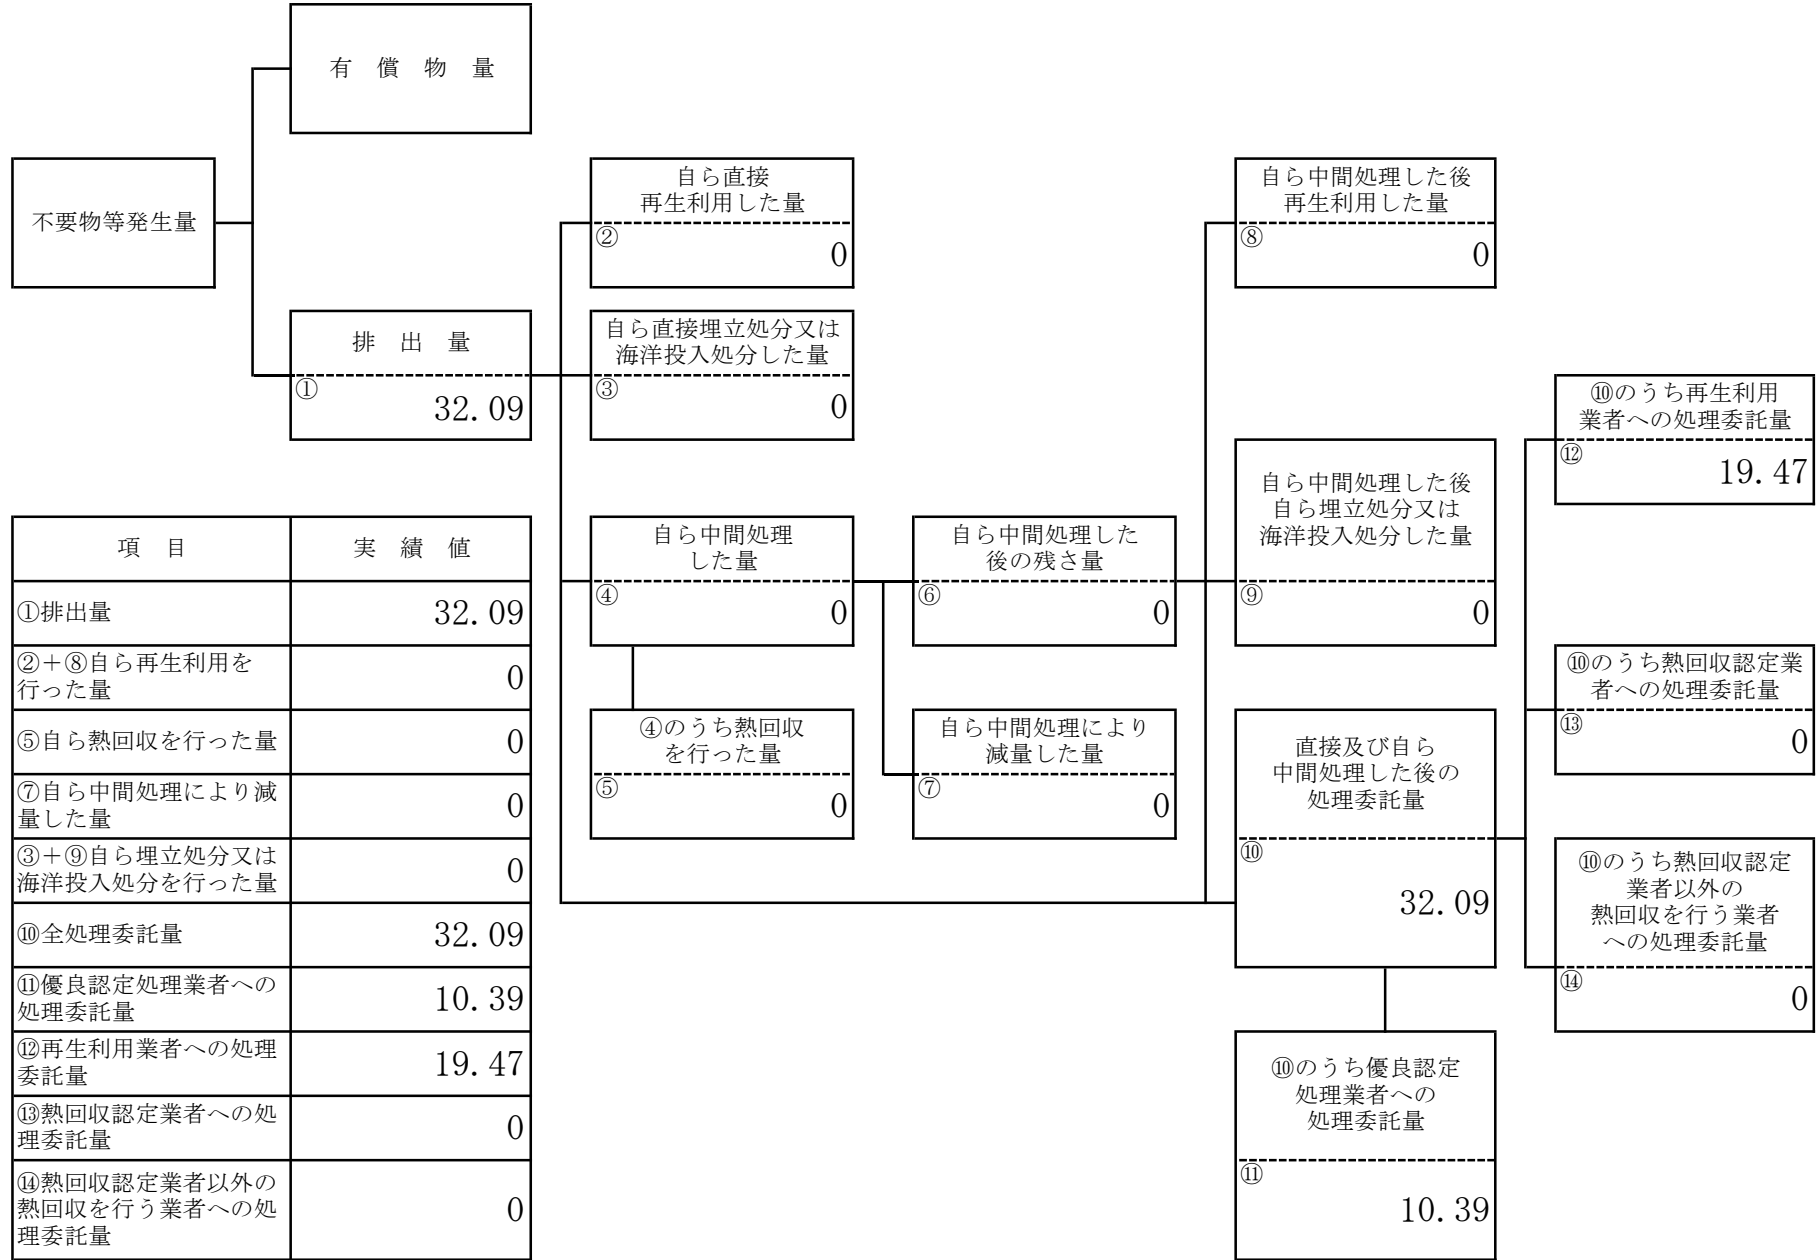 有　償　物　量
不要物等発生量
排　出　量
①
32.09
自ら直接
再生利用した量
②
0
自ら直接埋立処分又は
海洋投入処分した量
③
0
自ら中間処理
した量
④
0
④のうち熱回収
を行った量
⑤
0
自ら中間処理した
後の残さ量
⑥
0
自ら中間処理により
減量した量
⑦
0
自ら中間処理した後
再生利用した量
⑧
0
自ら中間処理した後
自ら埋立処分又は
海洋投入処分した量
⑨
0
直接及び自ら
中間処理した後の
処理委託量
⑩
32.09
⑩のうち優良認定
処理業者への
処理委託量
⑪
10.39
⑩のうち再生利用
業者への処理委託量
⑫
19.47
⑩のうち熱回収認定業
者への処理委託量
⑬
0
⑩のうち熱回収認定
業者以外の
熱回収を行う業者
への処理委託量
⑭
0
項　目
実　績　値
①排出量
32.09
②＋⑧自ら再生利用を
行った量
0
⑤自ら熱回収を行った量
0
⑦自ら中間処理により減
量した量
0
③＋⑨自ら埋立処分又は
海洋投入処分を行った量
0
⑩全処理委託量
32.09
⑪優良認定処理業者への
処理委託量
10.39
⑫再生利用業者への処理
委託量
19.47
⑬熱回収認定業者への処
理委託量
0
⑭熱回収認定業者以外の
熱回収を行う業者への処
理委託量
0